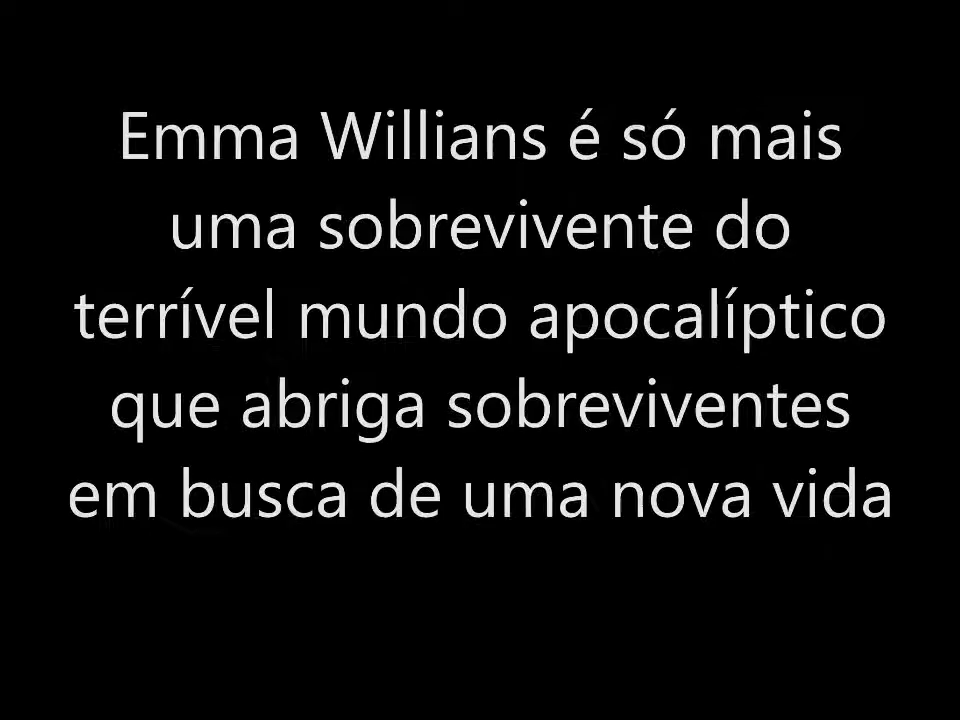 Emma Willians é só mais
uma sobrevivente do
terrível mundo apocalíptico
que abriga sobreviventes
em busca de uma nova vida